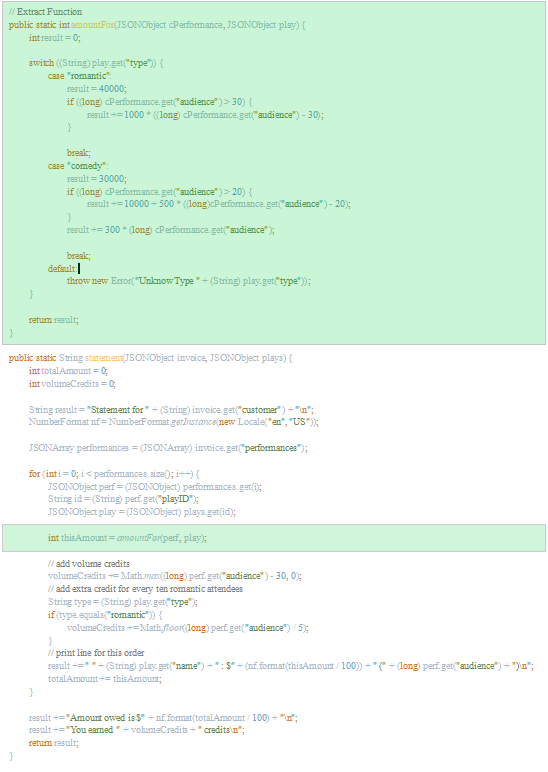 // Extract Function
public static int amountFor(JSONObject cPerformance, JSONObject play) {
int result = 0;
switch ((String) play.get("type")) {
case "romantic":
result = 40000;
if ((long) cPerformance.get("audience") > 30) {
result += 1000 * ((long) cPerformance.get("audience") - 30);
}
break;
case "comedy":
result = 30000;
if ((long) cPerformance.get("audience") > 20) {
result += 10000 + 500 * ((long)cPerformance.get("audience") - 20);
}
result += 300 * (long) cPerformance.get("audience");
break;
default:
throw new Error("Unknow Type " + (String) play.get("type"));
}
return result;
}
public static String statement(JSONObject invoice, JSONObject plays) {
int totalAmount = 0;
int volumeCredits = 0;
String result = "Statement for " + (String) invoice.get("customer") + "\n";
NumberFormat nf = NumberFormat.getInstance(new Locale("en", "US"));
JSONArray performances = (JSONArray) invoice.get("performances");
for (int i = 0; i < performances.size(); i++) {
JSONObject perf = (JSONObject) performances.get(i);
String id = (String) perf.get("playID");
JSONObject play = (JSONObject) plays.get(id);
int thisAmount = amountFor(perf, play);
// add volume credits
volumeCredits += Math.max((long) perf.get("audience") - 30, 0);
// add extra credit for every ten romantic attendees
String type = (String) play.get("type");
if (type.equals("romantic")) {
volumeCredits += Math.floor((long) perf.get("audience") / 5);
}
// print line for this order
result += " " + (String) play.get("name") + " : $" + (nf.format(thisAmount / 100)) + " (" + (long) perf.get("audience") + ")\n";
totalAmount += thisAmount;
}
result += "Amount owed is $" + nf.format(totalAmount / 100) + "\n";
result += "You earned " + volumeCredits + " credits\n";
return result;
}